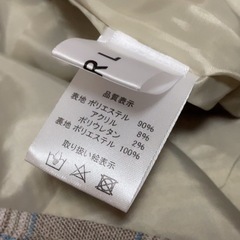 RL
品質表示
表地 ポリエステル 90%
アクリル 8%
ポリウレタン 2%
裏地 ポリエステル 100%
取り扱い絵表示